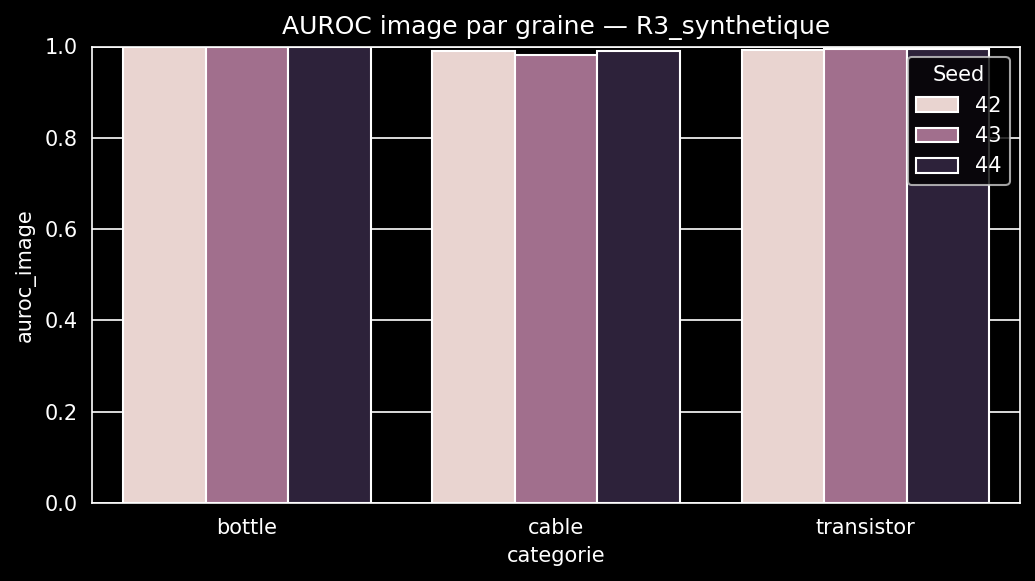 AUROC image par graine — R3_synthetique
auroc_image
1.0
0.8
0.6
0.4
0.2
0.0
Seed
42
43
44
bottle
cable
transistor
categorie